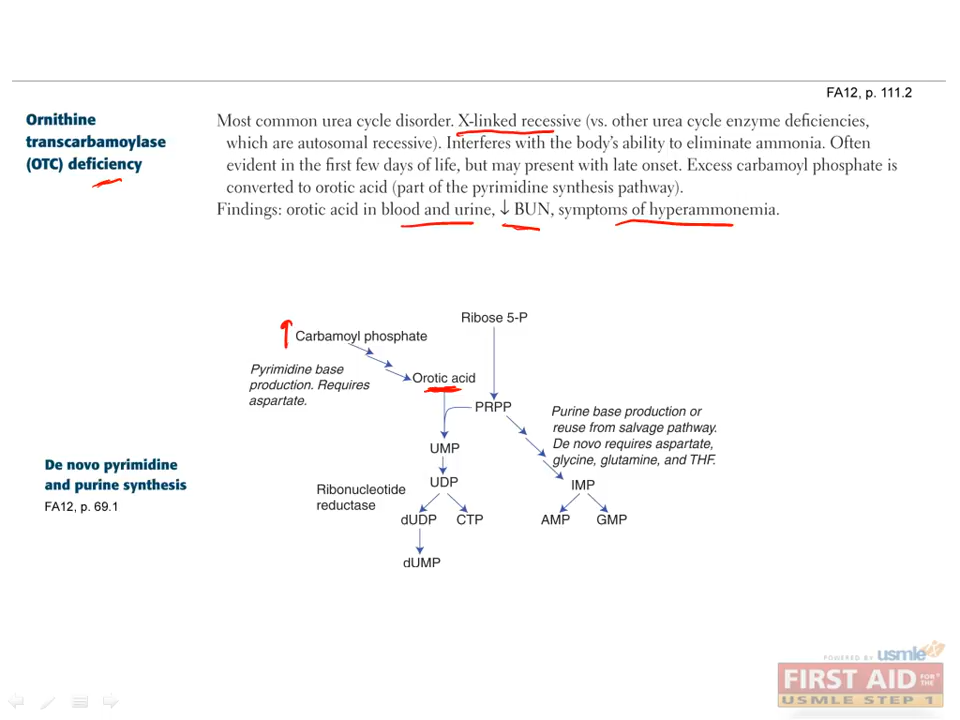 FA12, p. 111.2
Ornithine
transcarbamoylase
(OTC) deficiency
Most common urea cycle disorder. X-linked recessive (vs. other urea cycle enzyme deficiencies,
which are autosomal recessive). Interferes with the body's ability to eliminate ammonia. Often
evident in the first few days of life, but may present with late onset. Excess carbamoyl phosphate is
converted to orotic acid (part of the pyrimidine synthesis pathway).
Findings: orotic acid in blood and urine, ↓ BUN, symptoms of hyperammonemia.
Ribose 5-P
Carbamoyl phosphate
Pyrimidine base
production. Requires
aspartate.
Orotic acid
PRPP
Purine base production or
reuse from salvage pathway.
De novo requires aspartate,
glycine, glutamine, and THF.
UMP
De novo pyrimidine
and purine synthesis
FA12, p. 69.1
UDP
IMP
Ribonucleotide
reductase
dUDP CTP
AMP GMP
dUMP
POWERED BY usmle
FIRST AID FOR THE
USMLE STEP 1